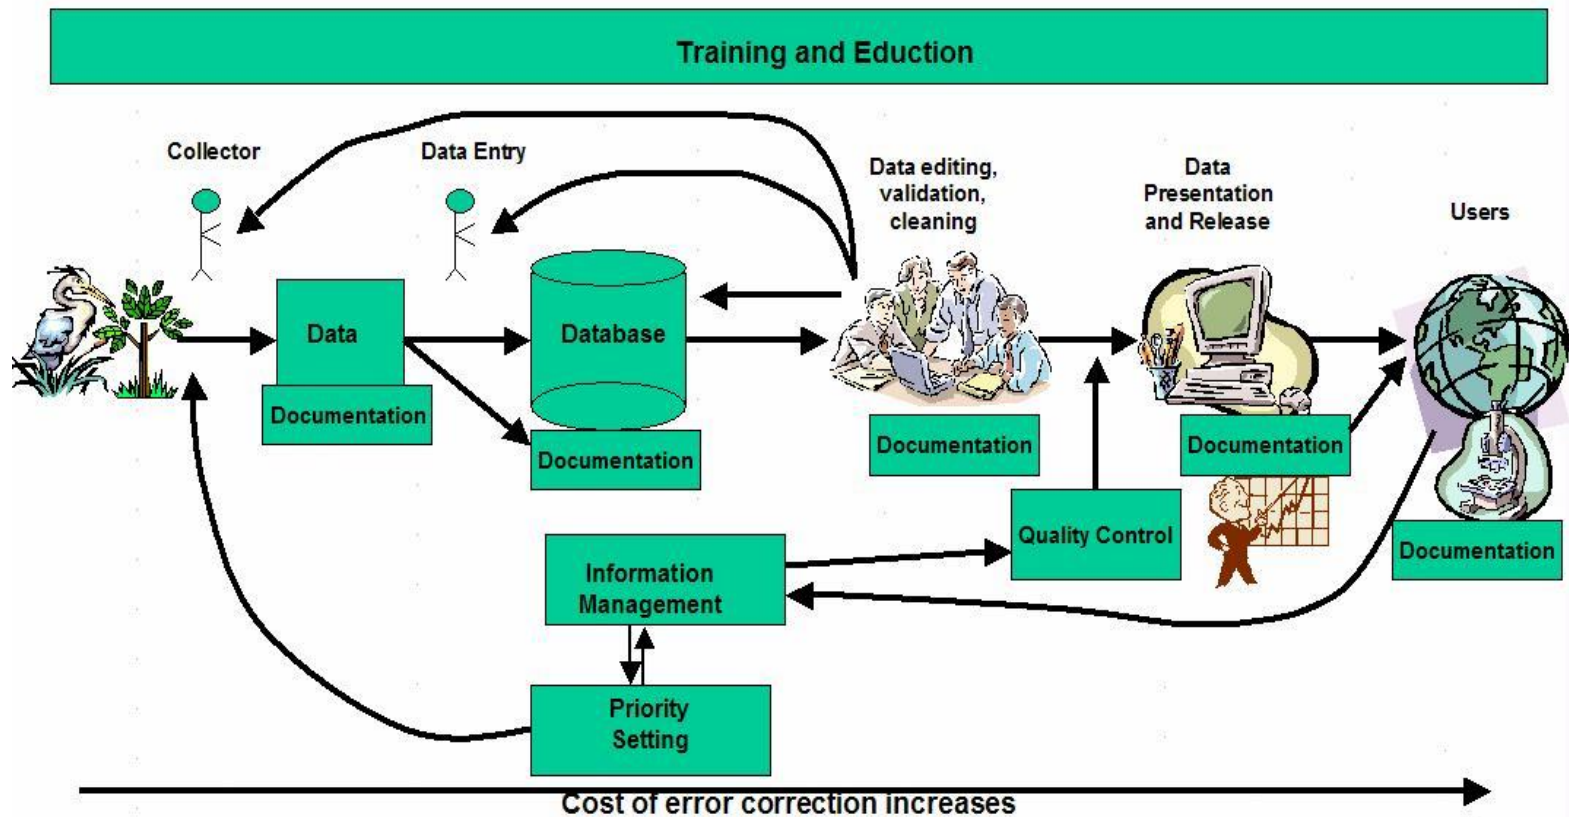 Training and Eduction
Collector
Data Entry
Data editing,
validation,
cleaning
Data
Presentation
and Release
Users
Data
Database
Documentation
Documentation
Documentation
Documentation
Quality Control
Documentation
Information
Management
Priority
Setting
Cost of error correction increases